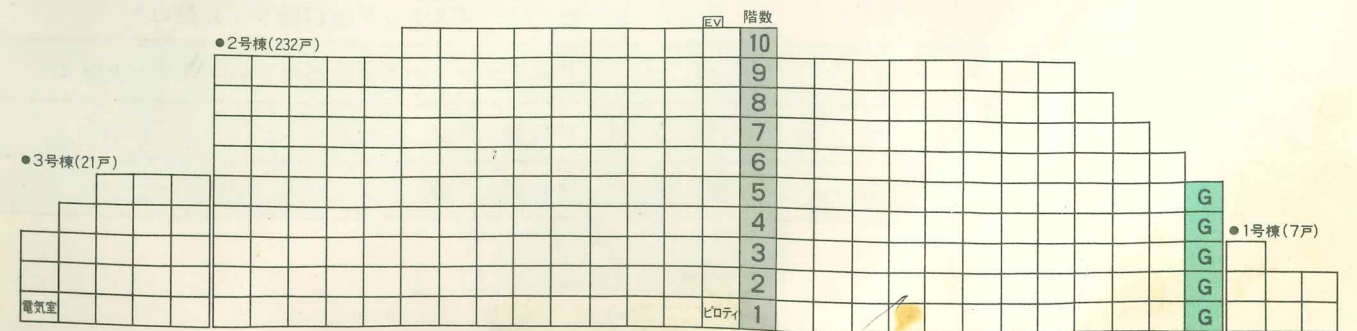 EV 階数
●2号棟(232戸) 10
9
8
7
●3号棟(21戸) 6
5 G
4 G ●1号棟(7戸)
3 G
2 G
電気室 ピロティ 1 G